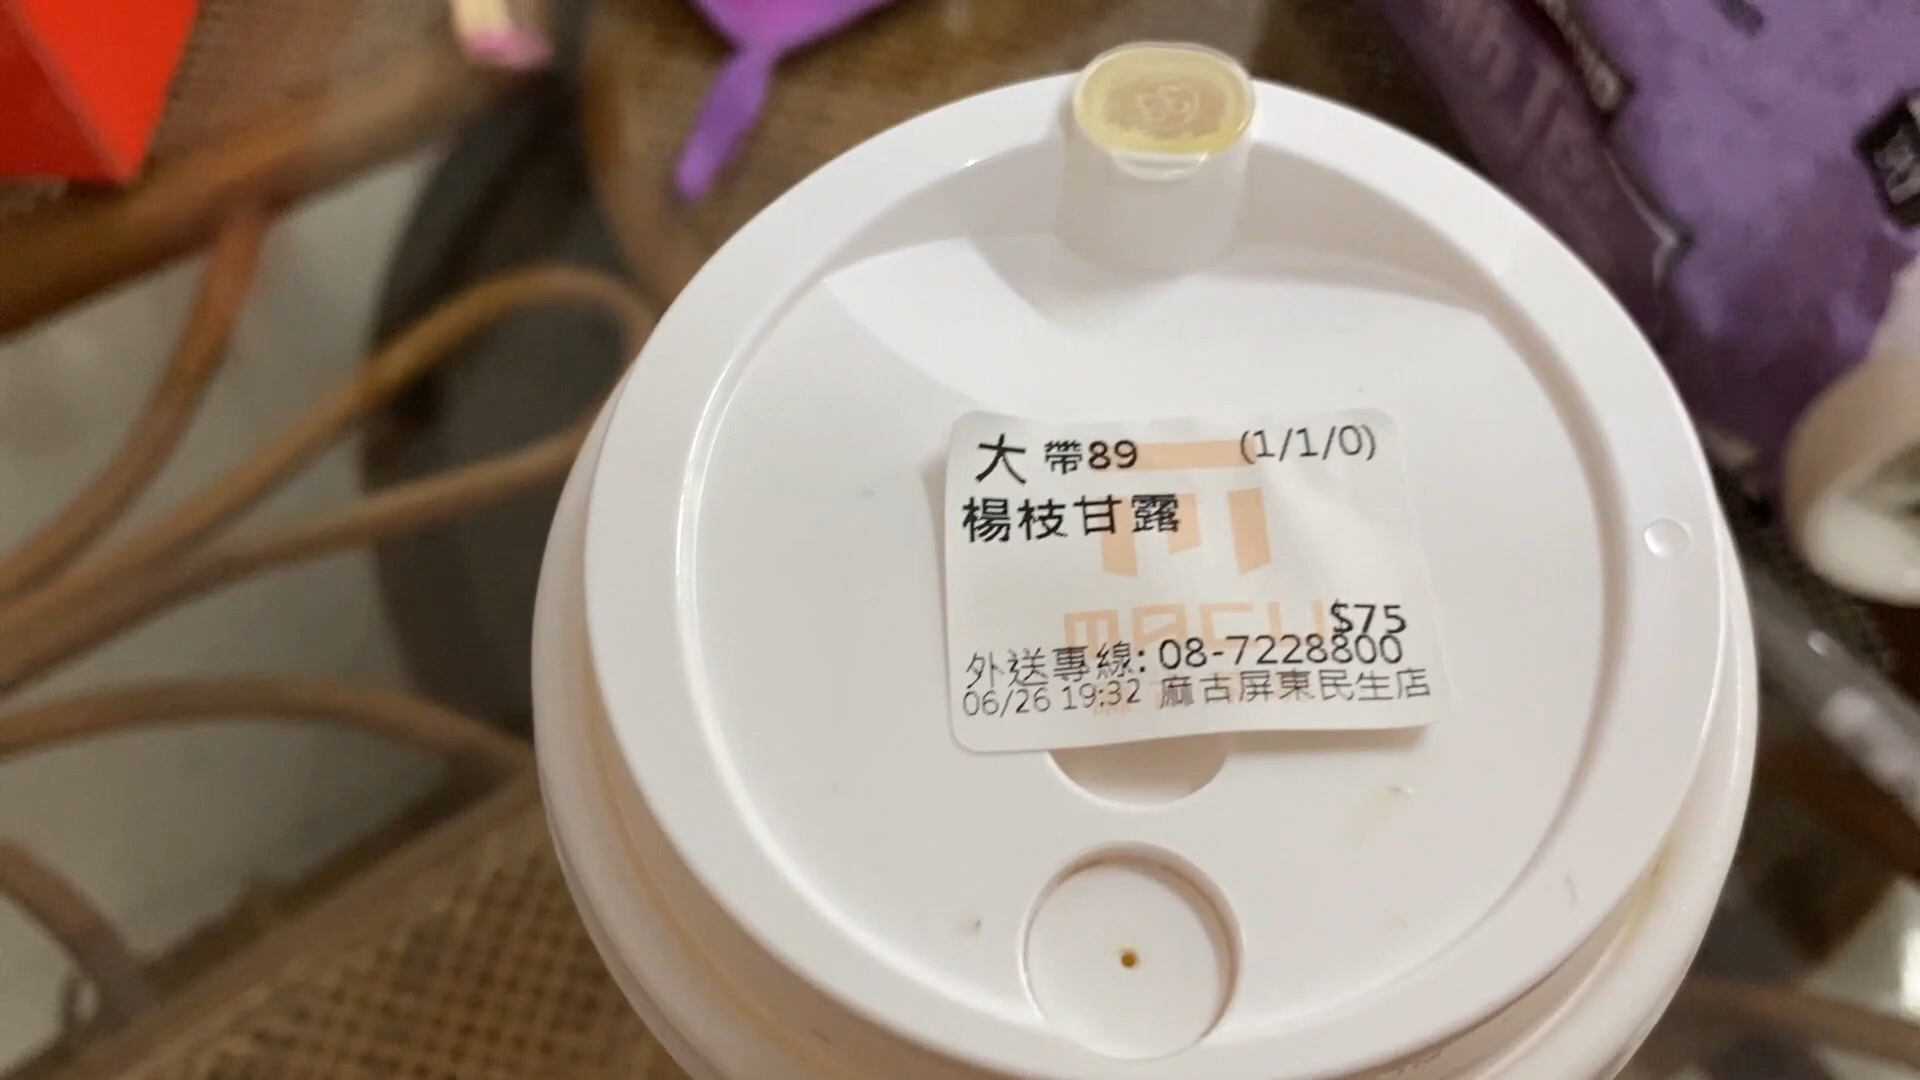 大 帶89 (1/1/0)
楊枝甘露
macu
$75
外送專線: 08-7228800
06/26 19:32 麻古屏東民生店